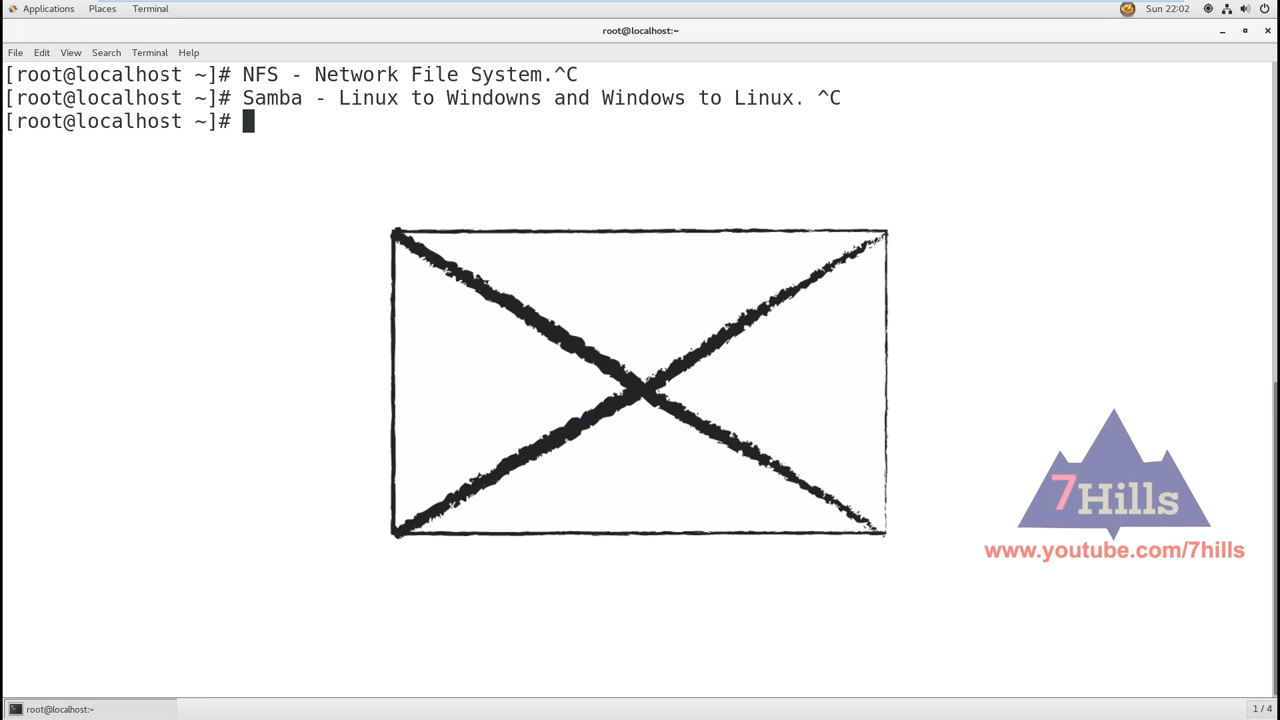 Applications Places Terminal Sun 22:02
root@localhost:~
File Edit View Search Terminal Help
[root@localhost ~]# NFS - Network File System.^C
[root@localhost ~]# Samba - Linux to Windowns and Windows to Linux. ^C
[root@localhost ~]#
7Hills
www.youtube.com/7hills
root@localhost:~ 1 / 4